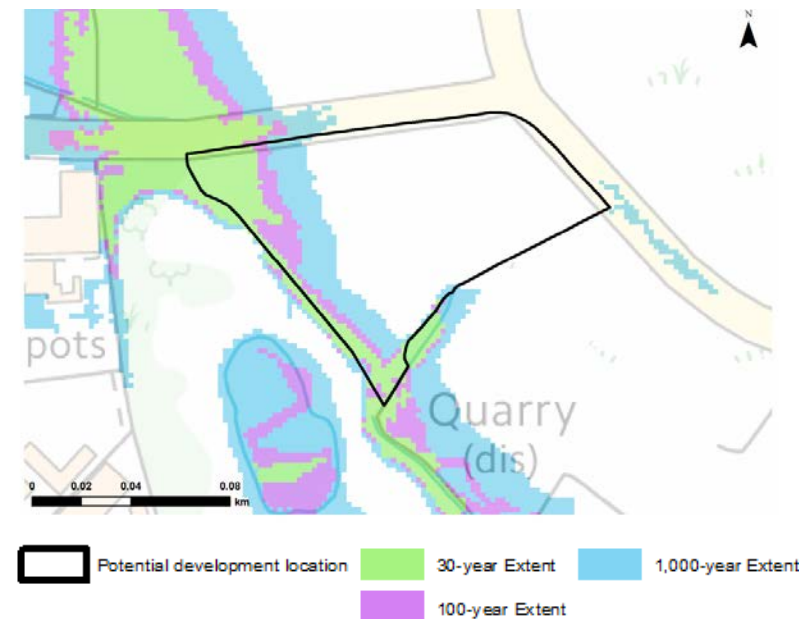 N
pots
Quarry
(dis)
0 0.02 0.04 0.08
km
Potential development location 30-year Extent 1,000-year Extent
100-year Extent